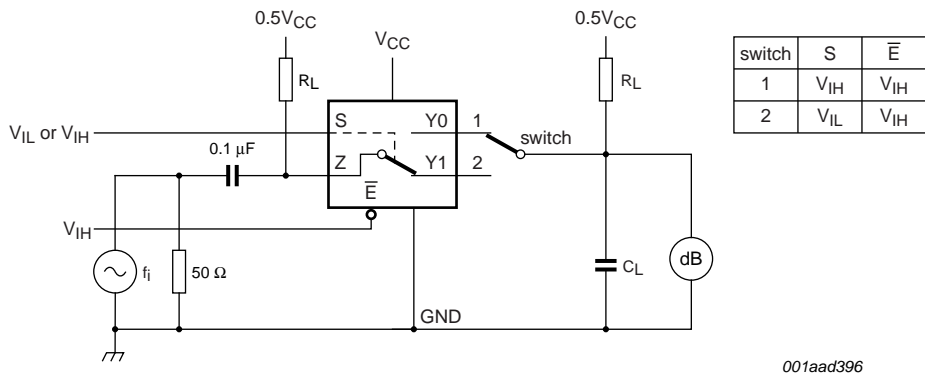 0.5VCC
VCC
0.5VCC
RL
RL
switch S E̅
1 VIH VIH
2 VIL VIH
VIL or VIH
S
Y0
1
switch
0.1 μF
Z
Y1
2
E̅
VIH
fi
50 Ω
CL
dB
GND
001aad396